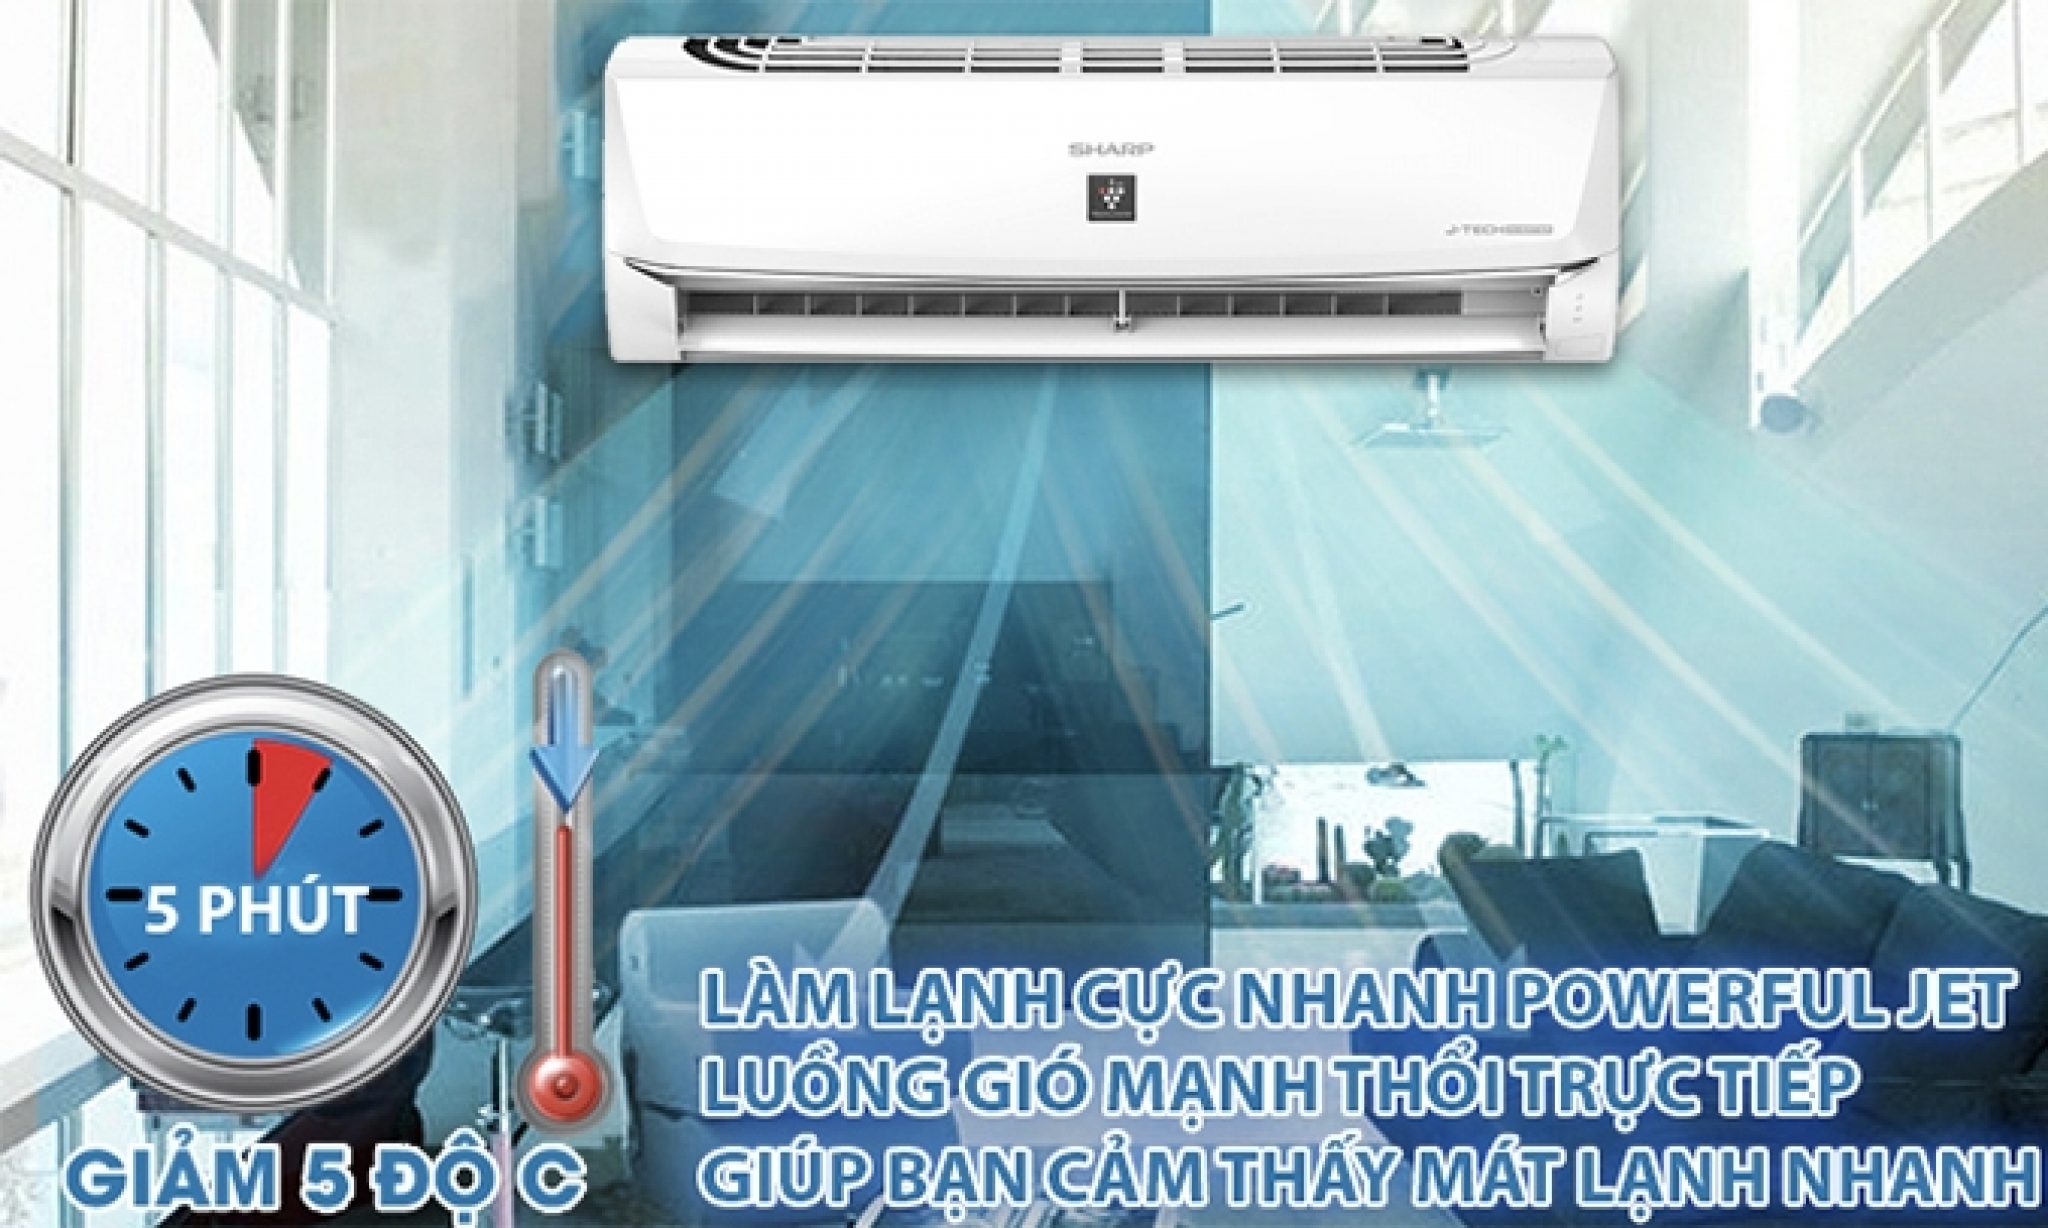 SHARP
J-TECH
5 PHÚT
GIẢM 5 ĐỘ C
LÀM LẠNH CỰC NHANH POWERFUL JET
LUỒNG GIÓ MẠNH THỔI TRỰC TIẾP
GIÚP BẠN CẢM THẤY MÁT LẠNH NHANH